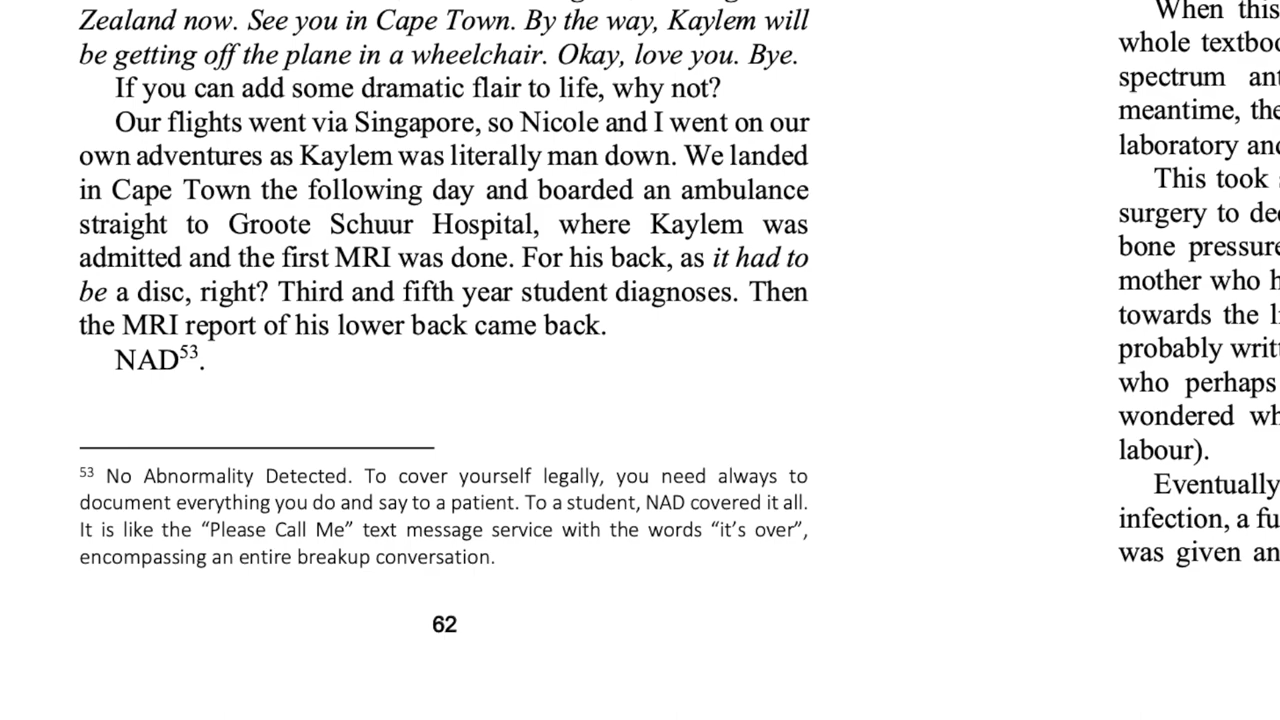 Zealand now. See you in Cape Town. By the way, Kaylem will
be getting off the plane in a wheelchair. Okay, love you. Bye.
If you can add some dramatic flair to life, why not?
Our flights went via Singapore, so Nicole and I went on our
own adventures as Kaylem was literally man down. We landed
in Cape Town the following day and boarded an ambulance
straight to Groote Schuur Hospital, where Kaylem was
admitted and the first MRI was done. For his back, as it had to
be a disc, right? Third and fifth year student diagnoses. Then
the MRI report of his lower back came back.
NAD53.
53 No Abnormality Detected. To cover yourself legally, you need always to
document everything you do and say to a patient. To a student, NAD covered it all.
It is like the “Please Call Me” text message service with the words “it’s over”,
encompassing an entire breakup conversation.
62
When this
whole
spectrum
meantime, the
laboratory
This took
surgery to
bone pressure
mother who
towards the
probably
who perhaps
wondered
labour).
Eventually
infection, a
was given